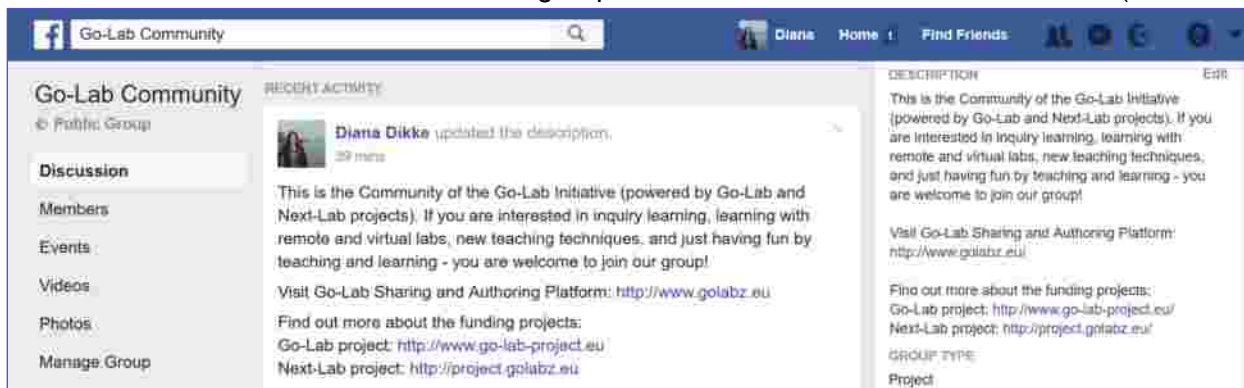 Go-Lab Community
Diana Home 1 Find Friends
Go-Lab Community
Public Group
Discussion
Members
Events
Videos
Photos
Manage Group
RECENT ACTIVITY
Diana Dikke updated the description.
39 mins
This is the Community of the Go-Lab Initiative (powered by Go-Lab and
Next-Lab projects). If you are interested in inquiry learning, learning with
remote and virtual labs, new teaching techniques, and just having fun by
teaching and learning - you are welcome to join our group!
Visit Go-Lab Sharing and Authoring Platform: http://www.golabz.eu
Find out more about the funding projects:
Go-Lab project: http://www.go-lab-project.eu
Next-Lab project: http://project.golabz.eu
DESCRIPTION Edit
This is the Community of the Go-Lab Initiative
(powered by Go-Lab and Next-Lab projects). If you
are interested in inquiry learning, learning with
remote and virtual labs, new teaching techniques,
and just having fun by teaching and learning - you
are welcome to join our group!
Visit Go-Lab Sharing and Authoring Platform:
http://www.golabz.eu/
Find out more about the funding projects:
Go-Lab project: http://www.go-lab-project.eu/
Next-Lab project: http://project.golabz.eu/
GROUP TYPE
Project